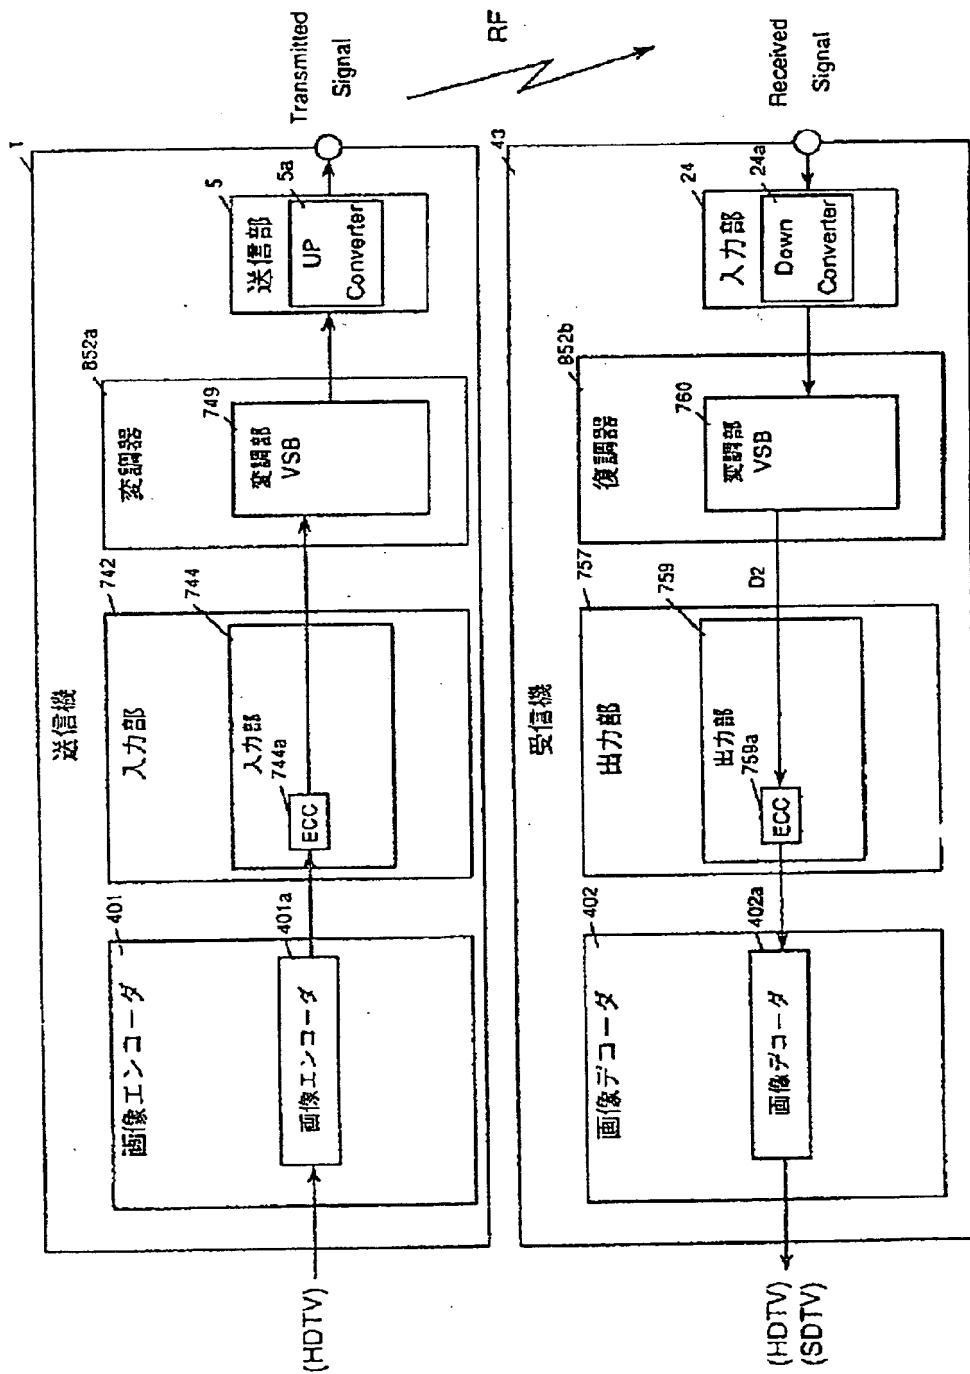 1
送信機
401
画像エンコーダ
401a
画像エンコーダ
(HDTV)
742
入力部
744
入力部
744a
ECC
852a
変調器
749
変調部
VSB
5
送信部
5a
UP
Converter
Transmitted
Signal
RF
43
受信機
Received
Signal
24
入力部
24a
Down
Converter
852b
復調器
760
変調部
VSB
D2
757
出力部
759
出力部
759a
ECC
402
画像デコーダ
402a
画像デコーダ
(HDTV)
(SDTV)